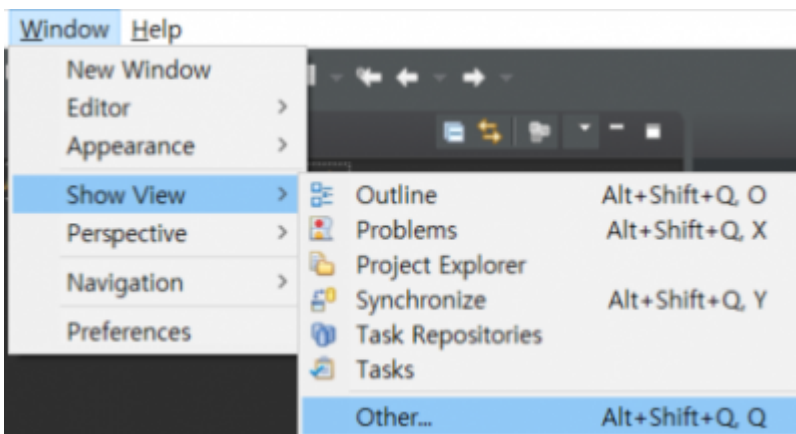 Window Help
New Window
Editor
Appearance
Show View
Perspective
Navigation
Preferences
Outline Alt+Shift+Q, O
Problems Alt+Shift+Q, X
Project Explorer
Synchronize Alt+Shift+Q, Y
Task Repositories
Tasks
Other... Alt+Shift+Q, Q